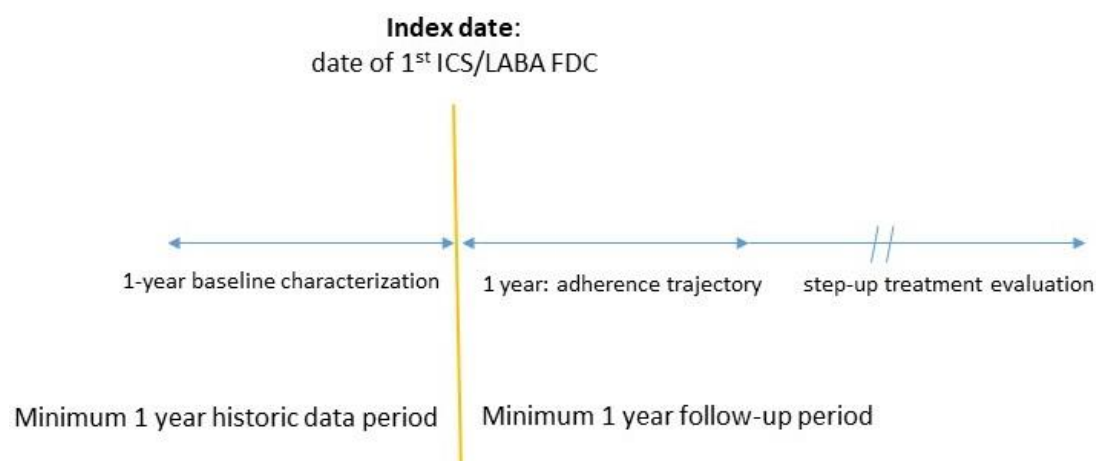 Index date:
date of 1st ICS/LABA FDC
1-year baseline characterization
1 year: adherence trajectory
step-up treatment evaluation
Minimum 1 year historic data period
Minimum 1 year follow-up period